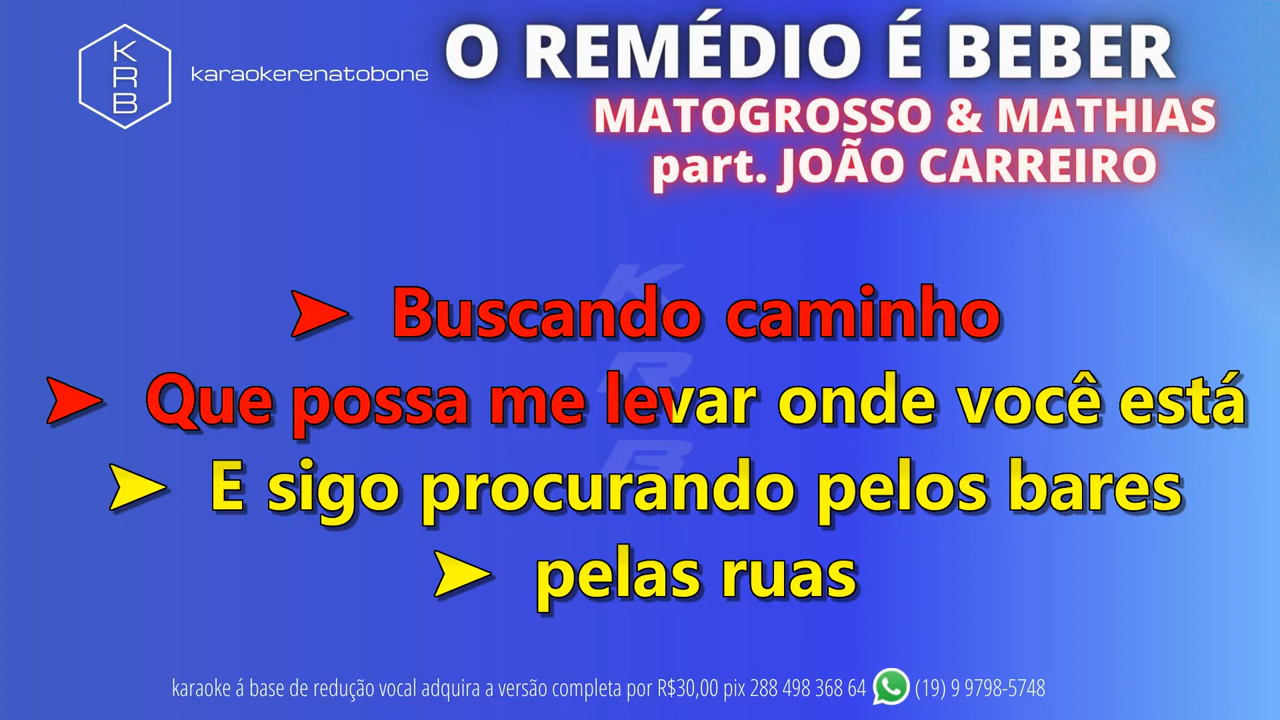 KRB
karaokerenatobone
O REMÉDIO É BEBER
MATOGROSSO & MATHIAS
part. JOÃO CARREIRO
KRB
➤ Buscando caminho
➤ Que possa me levar onde você está
➤ E sigo procurando pelos bares
➤ pelas ruas
karaoke á base de redução vocal adquira a versão completa por R$30,00 pix 288 498 368 64 (19) 9 9798-5748